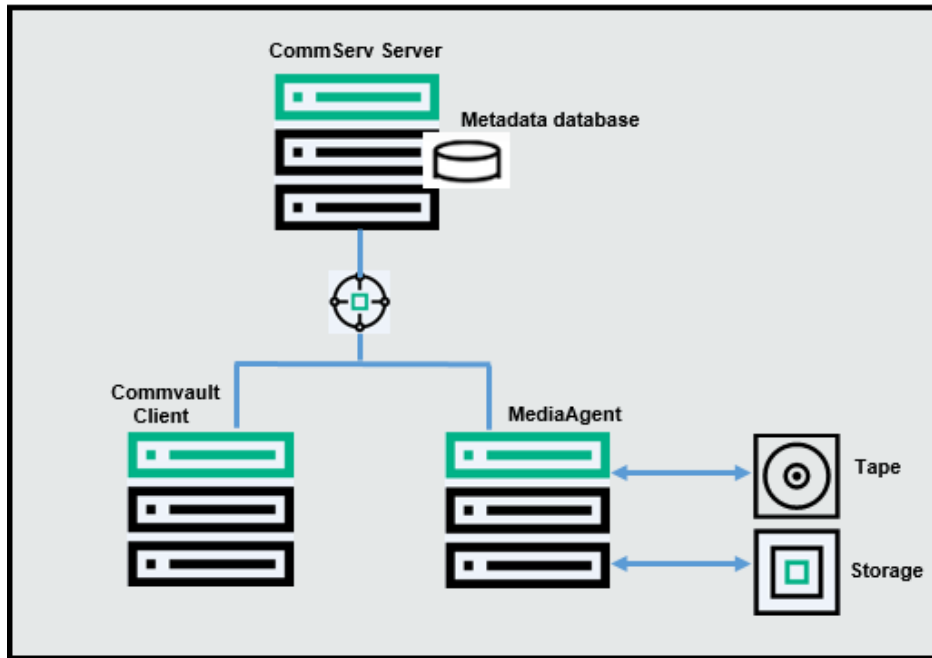 CommServ Server
Metadata database
Commvault
Client
MediaAgent
Tape
Storage